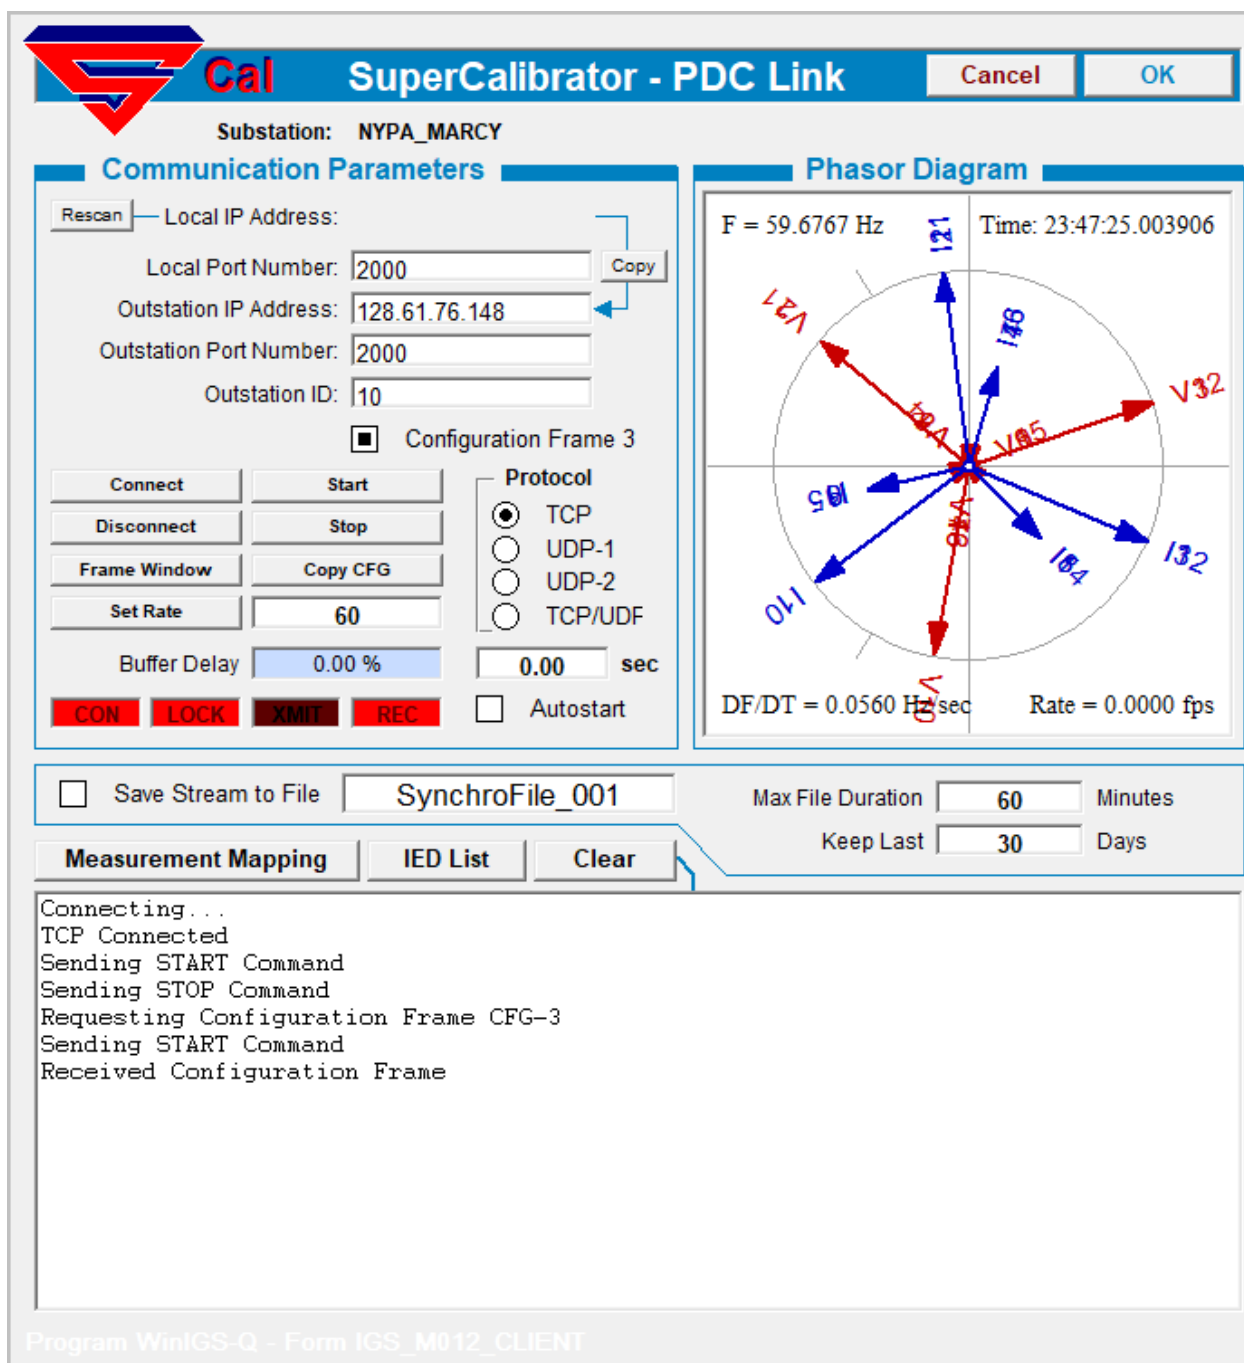 Cal SuperCalibrator - PDC Link Cancel OK
Substation: NYPA_MARCY
Communication Parameters
Rescan Local IP Address:
Local Port Number: 2000 Copy
Outstation IP Address: 128.61.76.148
Outstation Port Number: 2000
Outstation ID: 10
Configuration Frame 3
Connect Start
Disconnect Stop
Frame Window Copy CFG
Set Rate 60
Protocol
TCP
UDP-1
UDP-2
TCP/UDF
Buffer Delay 0.00 % 0.00 sec
CON LOCK XMIT REC Autostart
Phasor Diagram
F = 59.6767 Hz Time: 23:47:25.003906
DF/DT = 0.0560 Hz/sec Rate = 0.0000 fps
Save Stream to File SynchroFile_001
Max File Duration 60 Minutes
Keep Last 30 Days
Measurement Mapping IED List Clear
Connecting...
TCP Connected
Sending START Command
Sending STOP Command
Requesting Configuration Frame CFG-3
Sending START Command
Received Configuration Frame
Program WinIGS-Q - Form IGS_M012_CLIENT